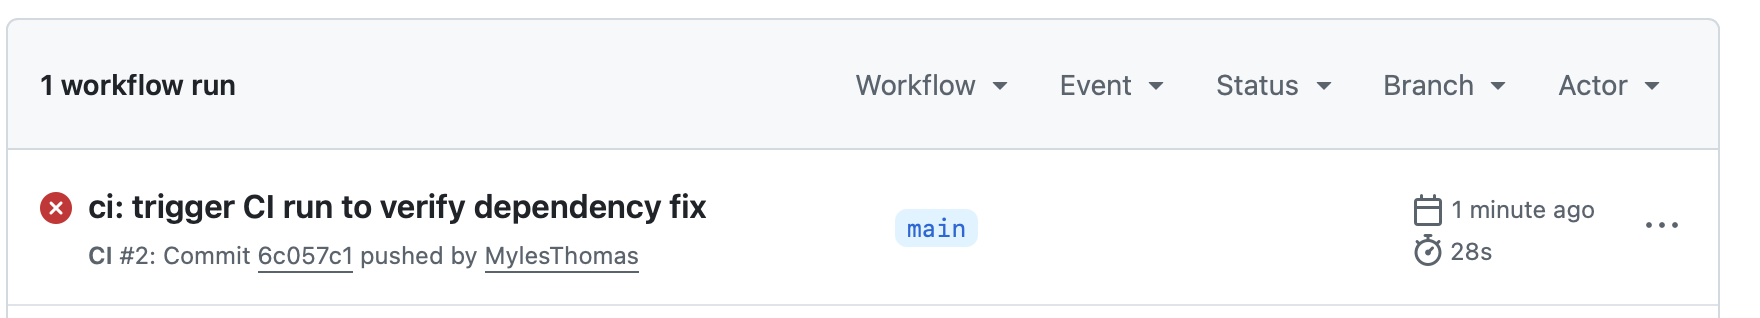 1 workflow run
Workflow Event Status Branch Actor
ci: trigger CI run to verify dependency fix
CI #2: Commit 6c057c1 pushed by MylesThomas
main
1 minute ago
28s